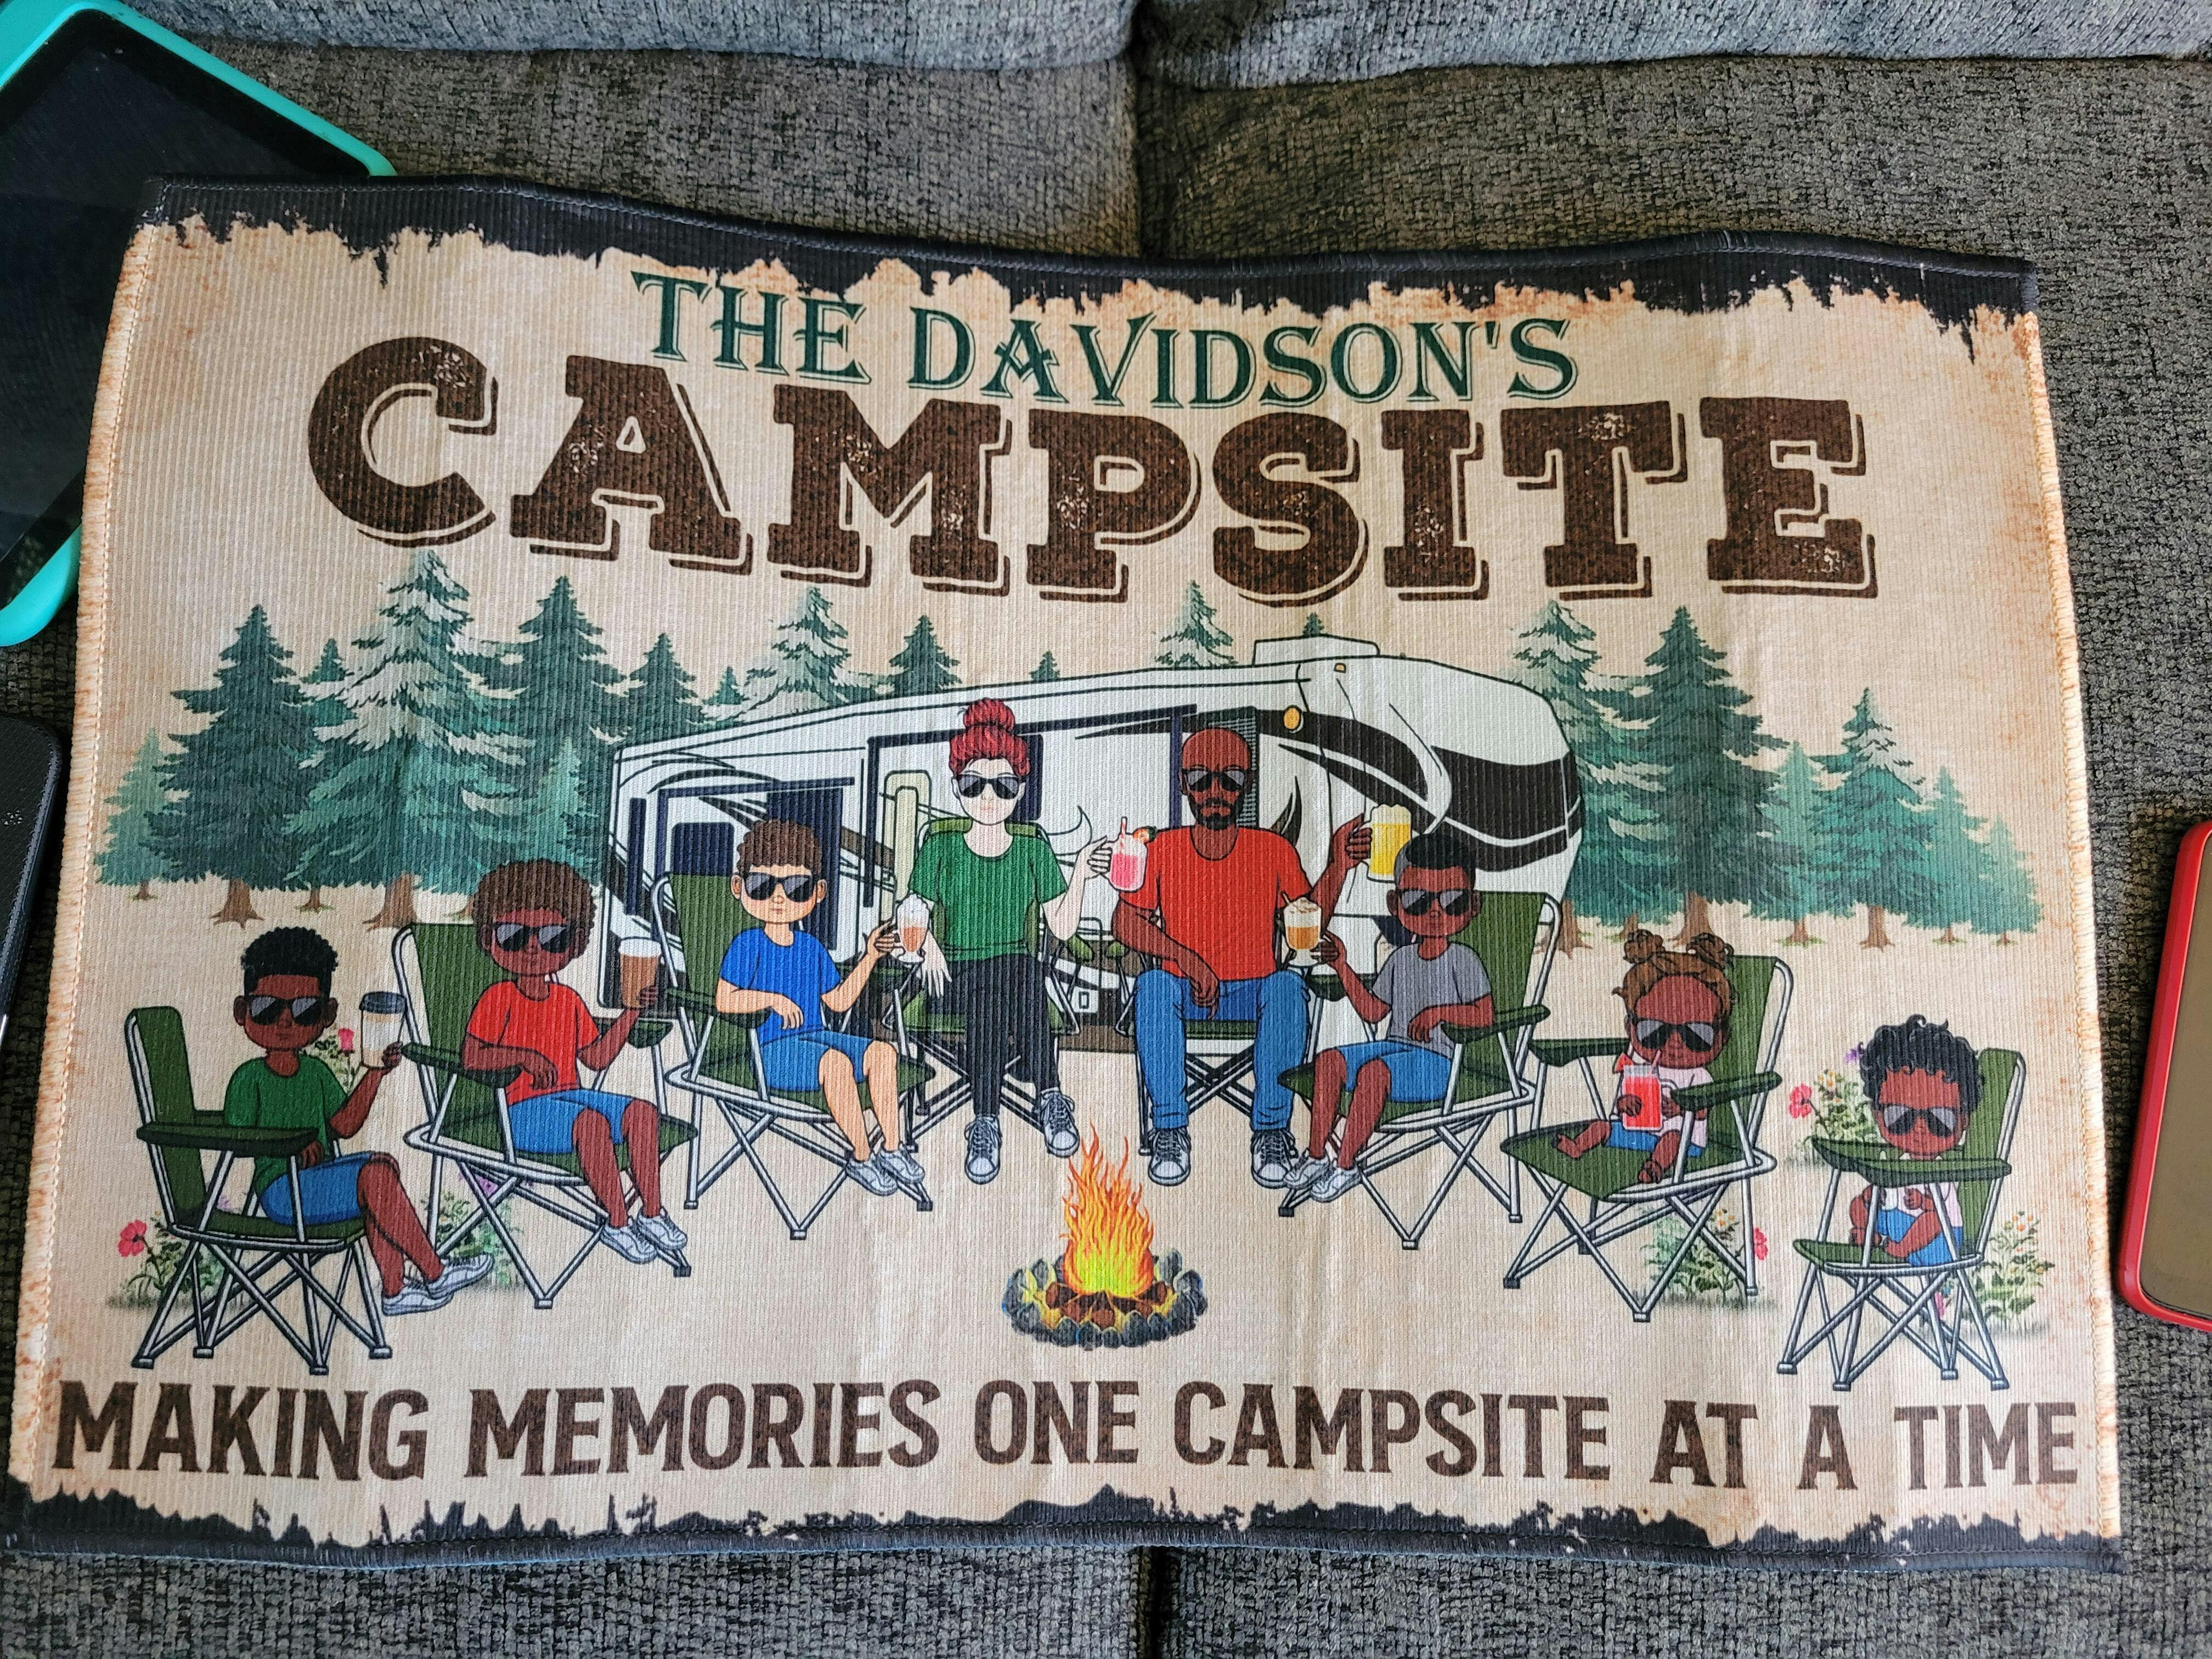 THE DAVIDSON'S
CAMPSITE
MAKING MEMORIES ONE CAMPSITE AT A TIME